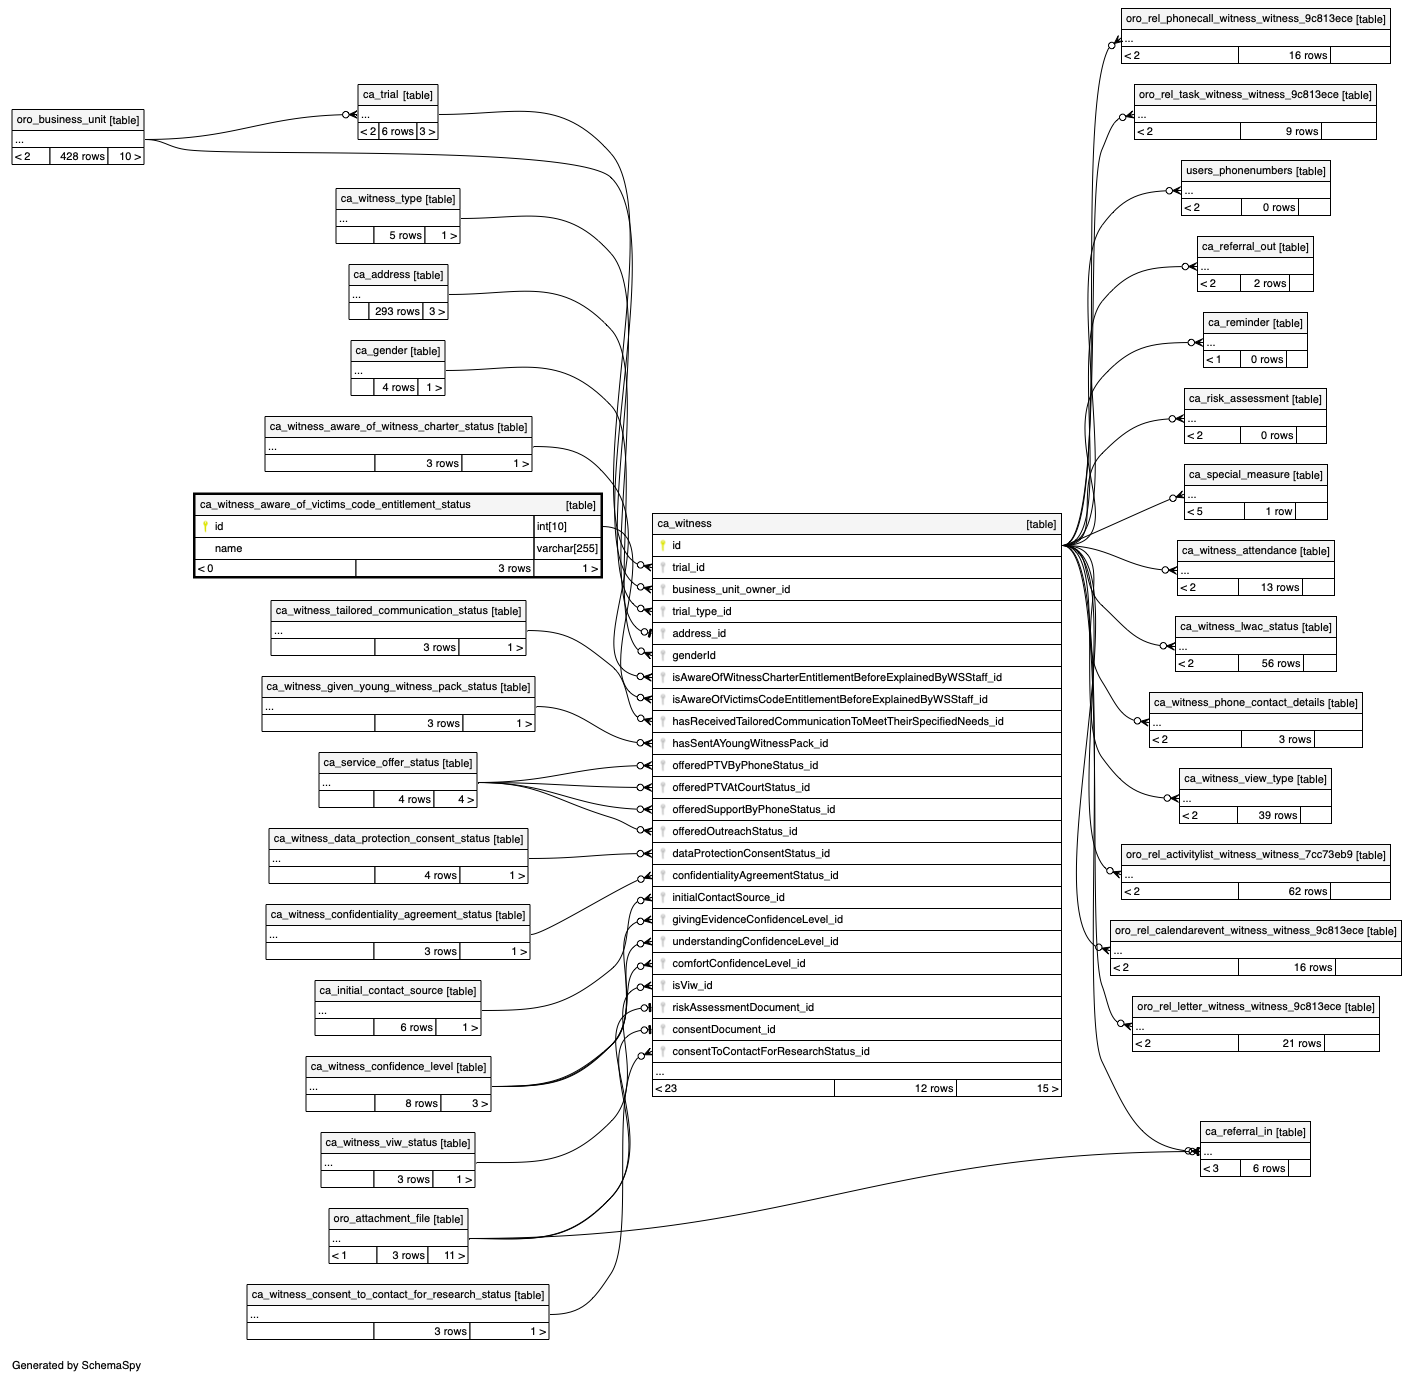 oro_business_unit [table]
...
< 2 428 rows 10 >
ca_trial [table]
...
< 2 6 rows 3 >
ca_witness_type [table]
...
5 rows 1 >
ca_address [table]
...
293 rows 3 >
ca_gender [table]
...
4 rows 1 >
ca_witness_aware_of_witness_charter_status [table]
...
3 rows 1 >
ca_witness_aware_of_victims_code_entitlement_status [table]
id int[10]
name varchar[255]
< 0 3 rows 1 >
ca_witness_tailored_communication_status [table]
...
3 rows 1 >
ca_witness_given_young_witness_pack_status [table]
...
3 rows 1 >
ca_service_offer_status [table]
...
4 rows 4 >
ca_witness_data_protection_consent_status [table]
...
4 rows 1 >
ca_witness_confidentiality_agreement_status [table]
...
3 rows 1 >
ca_initial_contact_source [table]
...
6 rows 1 >
ca_witness_confidence_level [table]
...
8 rows 3 >
ca_witness_viw_status [table]
...
3 rows 1 >
oro_attachment_file [table]
...
< 1 3 rows 11 >
ca_witness_consent_to_contact_for_research_status [table]
...
3 rows 1 >
ca_witness [table]
id
trial_id
business_unit_owner_id
trial_type_id
address_id
genderId
isAwareOfWitnessCharterEntitlementBeforeExplainedByWSStaff_id
isAwareOfVictimsCodeEntitlementBeforeExplainedByWSStaff_id
hasReceivedTailoredCommunicationToMeetTheirSpecifiedNeeds_id
hasSentAYoungWitnessPack_id
offeredPTVByPhoneStatus_id
offeredPTVAtCourtStatus_id
offeredSupportByPhoneStatus_id
offeredOutreachStatus_id
dataProtectionConsentStatus_id
confidentialityAgreementStatus_id
initialContactSource_id
givingEvidenceConfidenceLevel_id
understandingConfidenceLevel_id
comfortConfidenceLevel_id
isViw_id
riskAssessmentDocument_id
consentDocument_id
consentToContactForResearchStatus_id
...
< 23 12 rows 15 >
oro_rel_phonecall_witness_witness_9c813ece [table]
...
< 2 16 rows
oro_rel_task_witness_witness_9c813ece [table]
...
< 2 9 rows
users_phonenumbers [table]
...
< 2 0 rows
ca_referral_out [table]
...
< 2 2 rows
ca_reminder [table]
...
< 1 0 rows
ca_risk_assessment [table]
...
< 2 0 rows
ca_special_measure [table]
...
< 5 1 row
ca_witness_attendance [table]
...
< 2 13 rows
ca_witness_lwac_status [table]
...
< 2 56 rows
ca_witness_phone_contact_details [table]
...
< 2 3 rows
ca_witness_view_type [table]
...
< 2 39 rows
oro_rel_activitylist_witness_witness_7cc73eb9 [table]
...
< 2 62 rows
oro_rel_calendarevent_witness_witness_9c813ece [table]
...
< 2 16 rows
oro_rel_letter_witness_witness_9c813ece [table]
...
< 2 21 rows
ca_referral_in [table]
...
< 3 6 rows
Generated by SchemaSpy